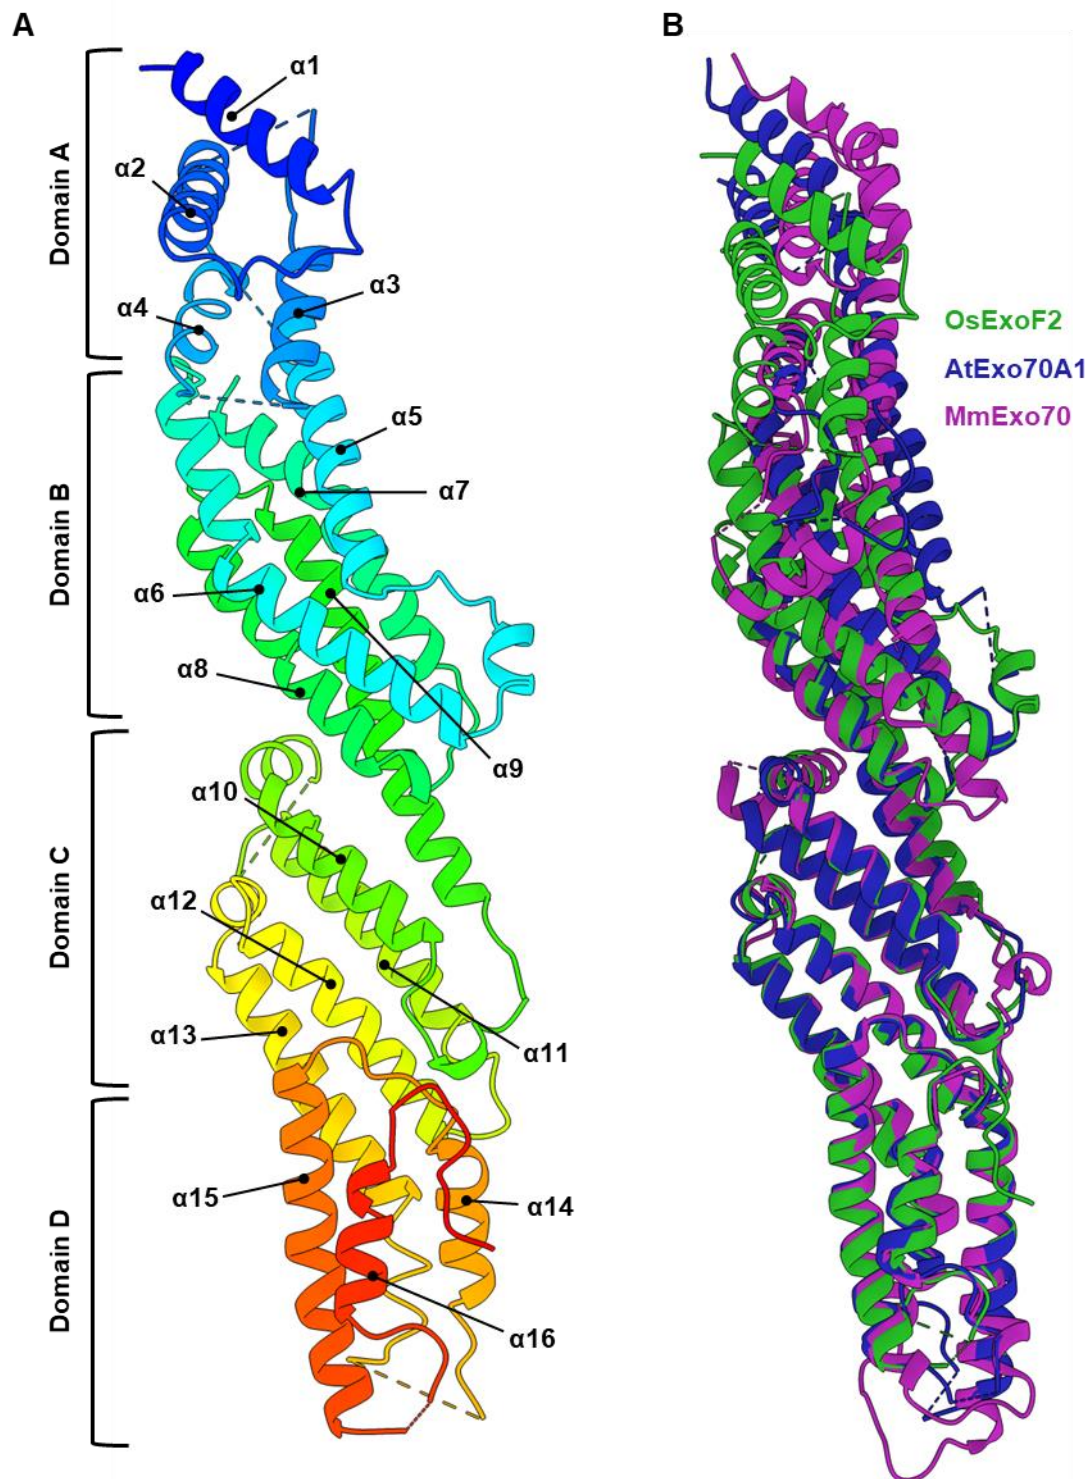 A
B
Domain A
α1
α2
α3
α4
Domain B
α5
α7
α6
α8
α9
Domain C
α10
α12
α13
α11
Domain D
α15
α14
α16
OsExoF2
AtExo70A1
MmExo70